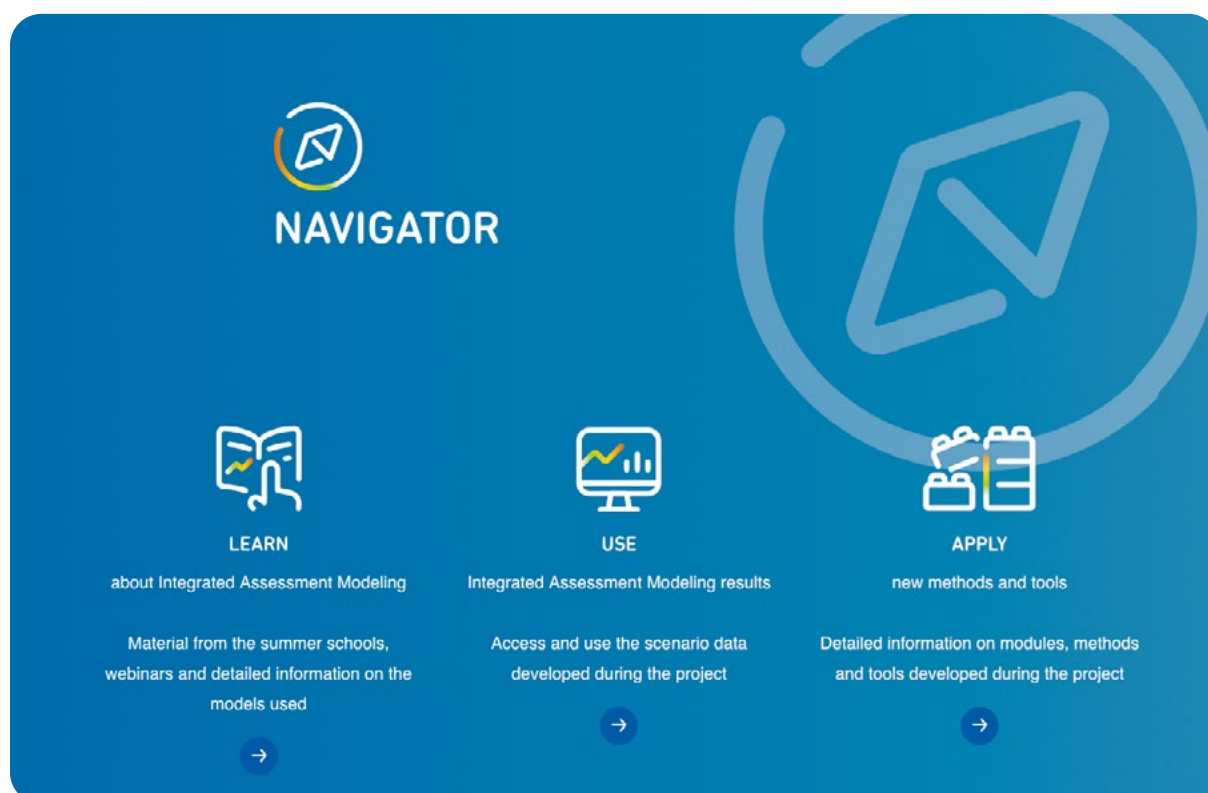 NAVIGATOR
LEARN
about Integrated Assessment Modeling
Material from the summer schools,
webinars and detailed information on the
models used
USE
Integrated Assessment Modeling results
Access and use the scenario data
developed during the project
APPLY
new methods and tools
Detailed information on modules, methods
and tools developed during the project